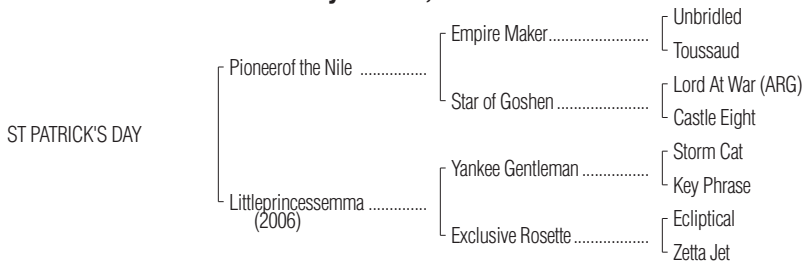 Unbridled
Empire Maker......................
Toussaud
Pioneerof the Nile ...............
Lord At War (ARG)
Star of Goshen ....................
Castle Eight
ST PATRICK'S DAY
Storm Cat
Yankee Gentleman ...............
Key Phrase
Littleprincessemma .............
(2006)
Ecliptical
Exclusive Rosette .................
Zetta Jet